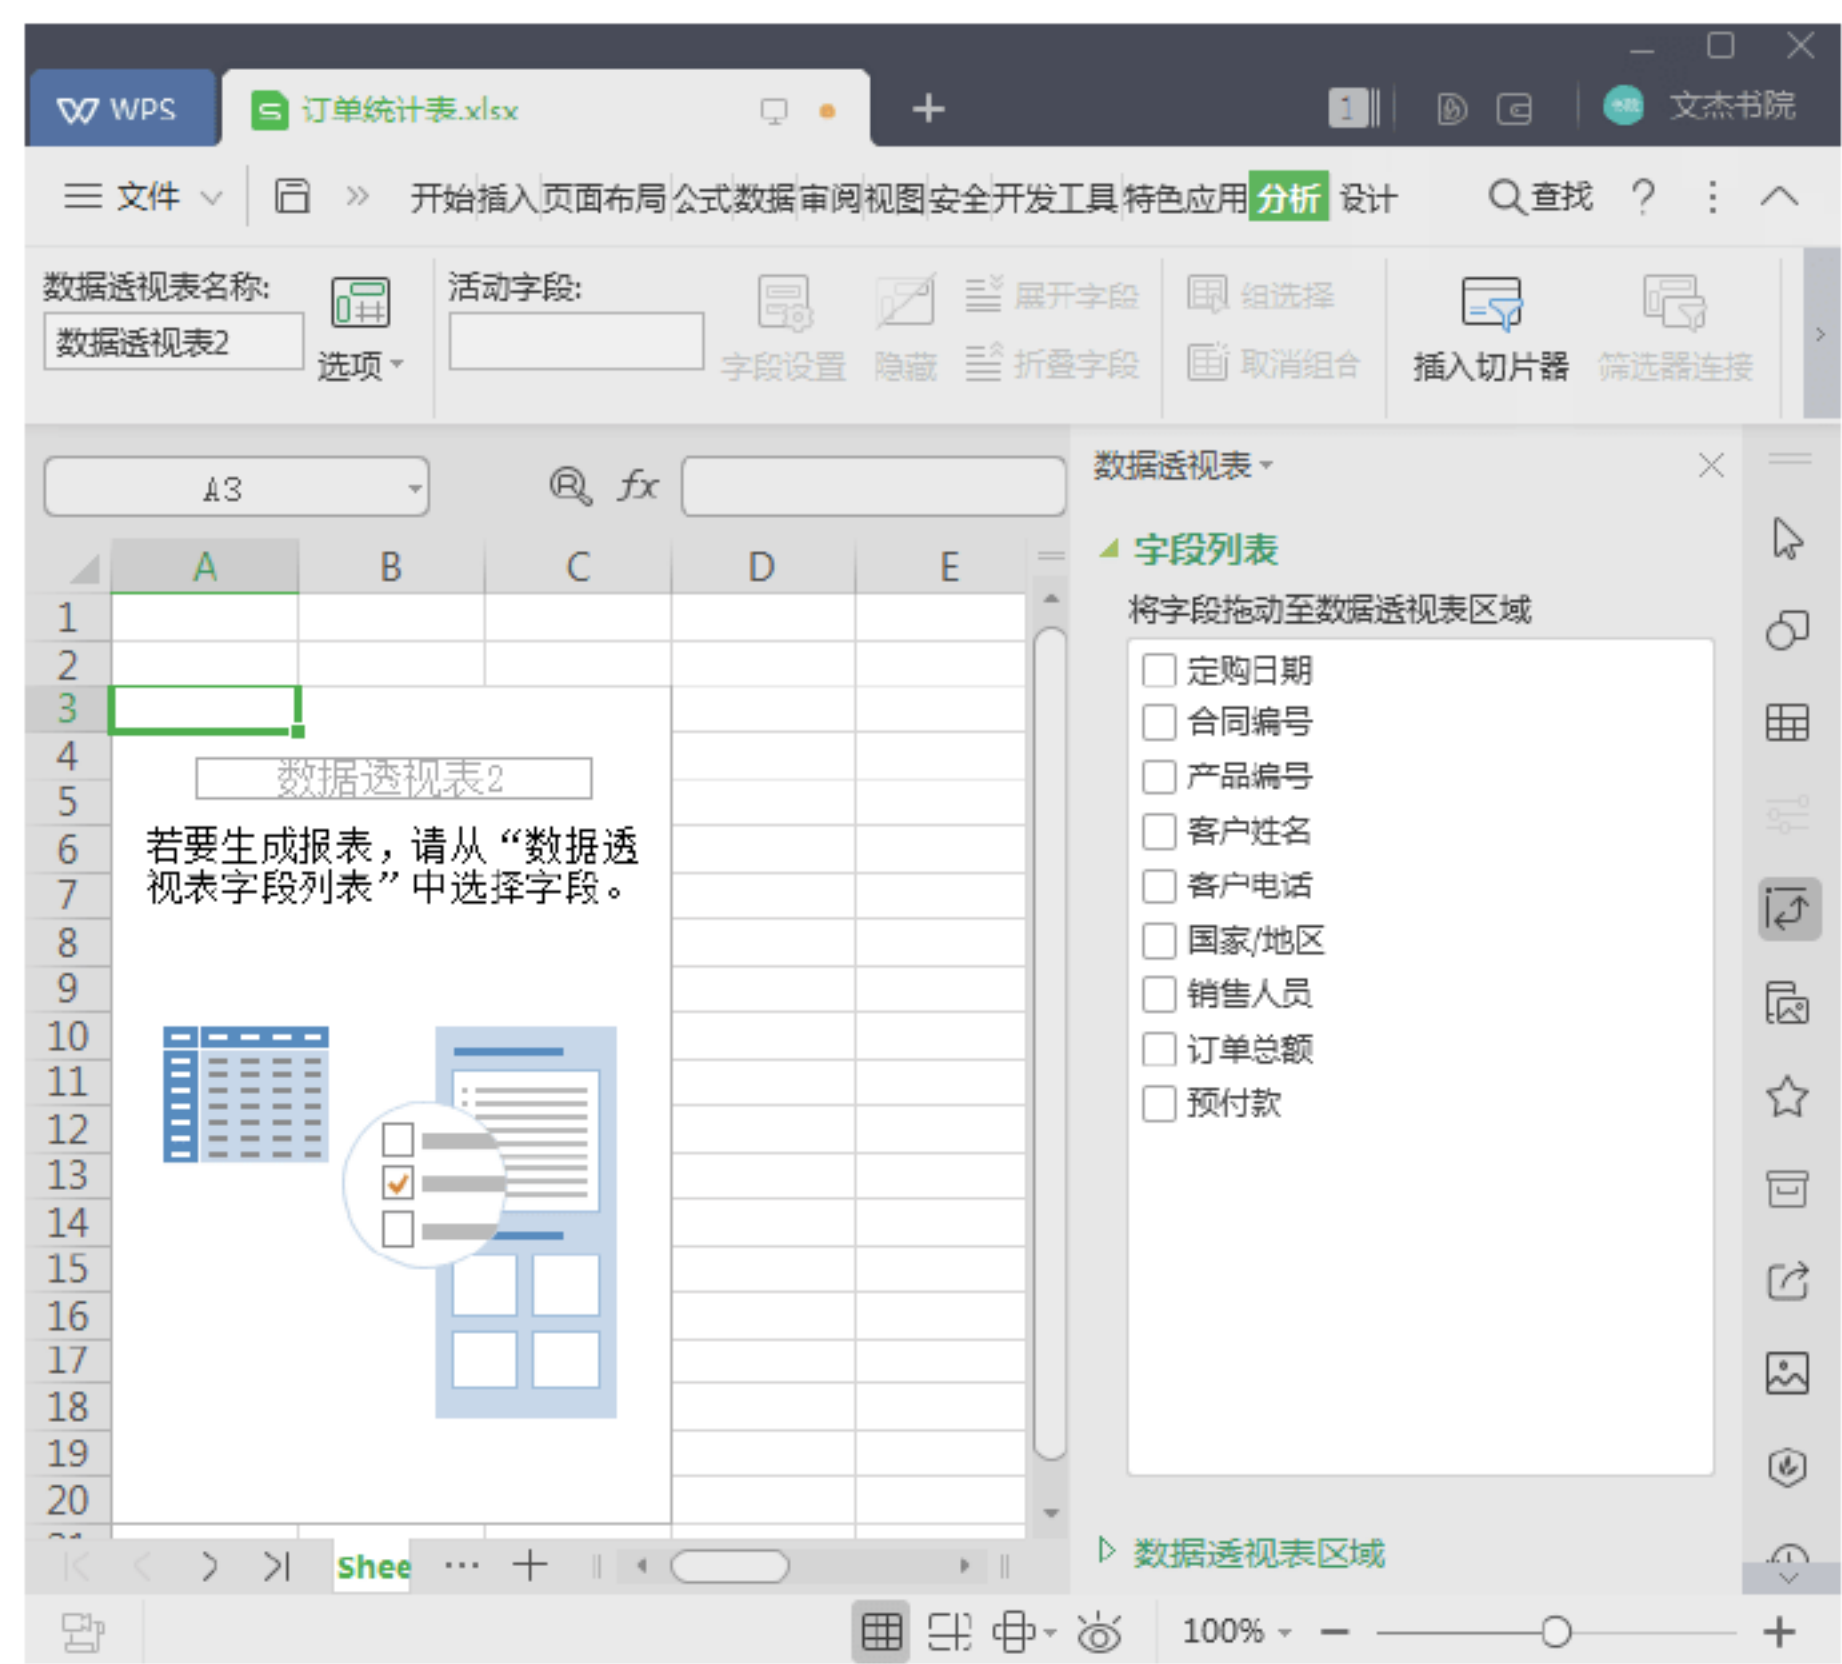 WPS 订单统计表.xlsx 1 文杰书院
文件 开始 插入 页面布局 公式 数据 审阅 视图 安全 开发工具 特色应用 分析 设计 查找 ?
数据透视表名称: 活动字段: 展开字段 组选择
数据透视表2 选项 字段设置 隐藏 折叠字段 取消组合 插入切片器 筛选器连接
A3 fx
数据透视表
A B C D E
字段列表
将字段拖动至数据透视表区域
定购日期
合同编号
产品编号
客户姓名
客户电话
国家/地区
销售人员
订单总额
预付款
1
2
3
4
5
6
7
8
9
10
11
12
13
14
15
16
17
18
19
20
数据透视表2
若要生成报表，请从“数据透
视表字段列表”中选择字段。
数据透视表区域
Shee ···
100%